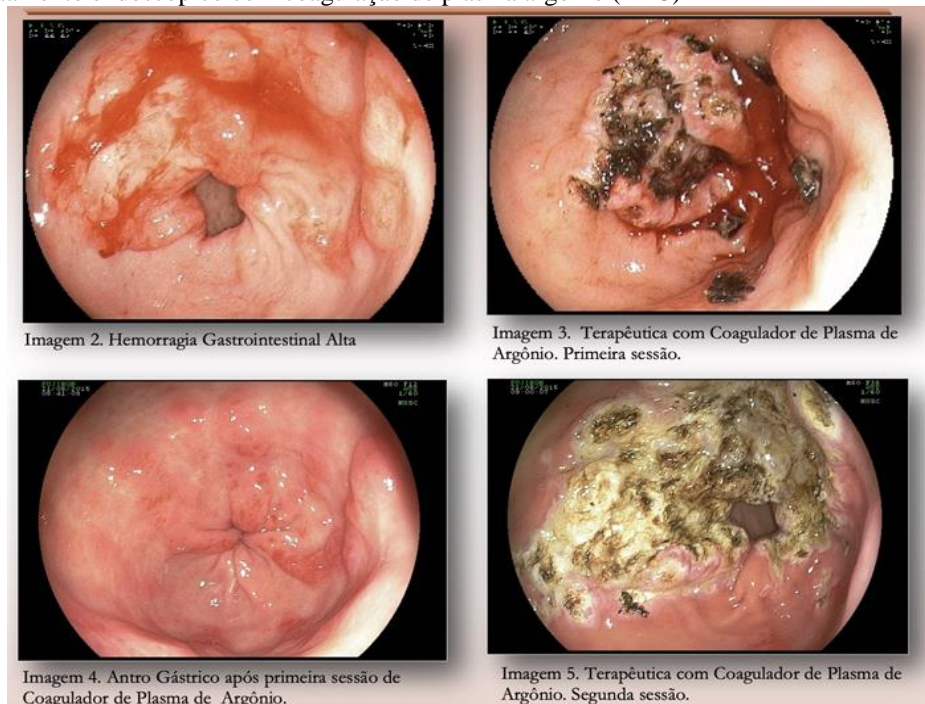 Imagem 2. Hemorragia Gastrointestinal Alta
Imagem 3. Terapêutica com Coagulador de Plasma de
Argônio. Primeira sessão.
Imagem 4. Antro Gástrico após primeira sessão de
Coagulador de Plasma de Argônio.
Imagem 5. Terapêutica com Coagulador de Plasma de
Argônio. Segunda sessão.